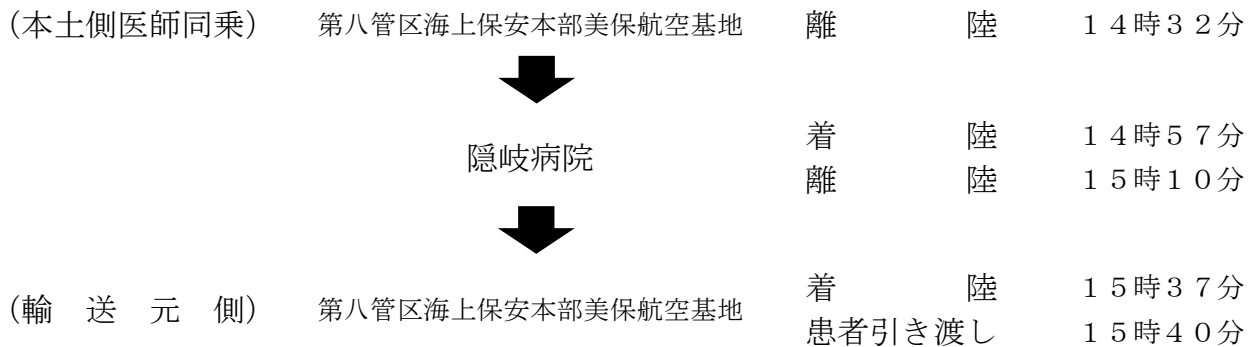 （本土側医師同乗） 第八管区海上保安本部美保航空基地 離　　陸 １４時３２分
着　　陸 １４時５７分
隠岐病院
離　　陸 １５時１０分
着　　陸 １５時３７分
（輸　送　元　側） 第八管区海上保安本部美保航空基地
患者引き渡し １５時４０分